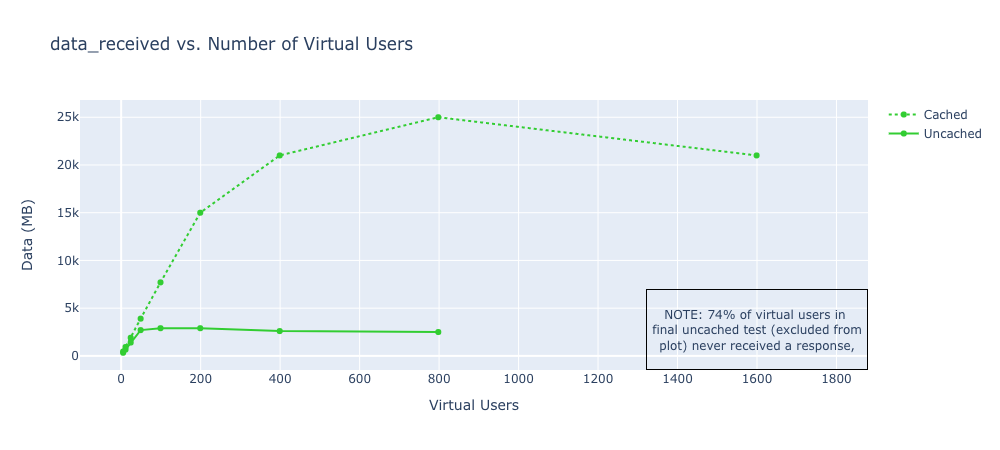 data_received vs. Number of Virtual Users
25k
20k
15k
10k
5k
0
Data (MB)
0 200 400 600 800 1000 1200 1400 1600 1800
Virtual Users
Cached
Uncached
NOTE: 74% of virtual users in
final uncached test (excluded from
plot) never received a response,